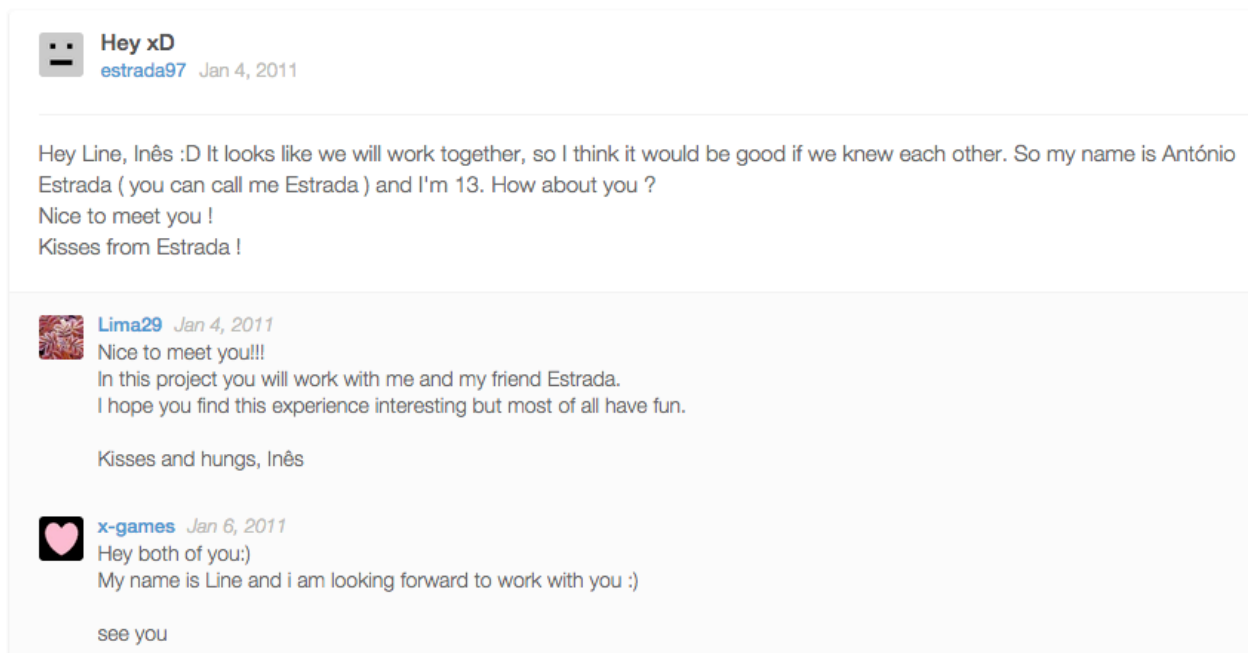 Hey xD
estrada97 Jan 4, 2011
Hey Line, Inês :D It looks like we will work together, so I think it would be good if we knew each other. So my name is António
Estrada ( you can call me Estrada ) and I'm 13. How about you ?
Nice to meet you !
Kisses from Estrada !
Lima29 Jan 4, 2011
Nice to meet you!!!
In this project you will work with me and my friend Estrada.
I hope you find this experience interesting but most of all have fun.
Kisses and hungs, Inês
x-games Jan 6, 2011
Hey both of you:)
My name is Line and i am looking forward to work with you :)
see you